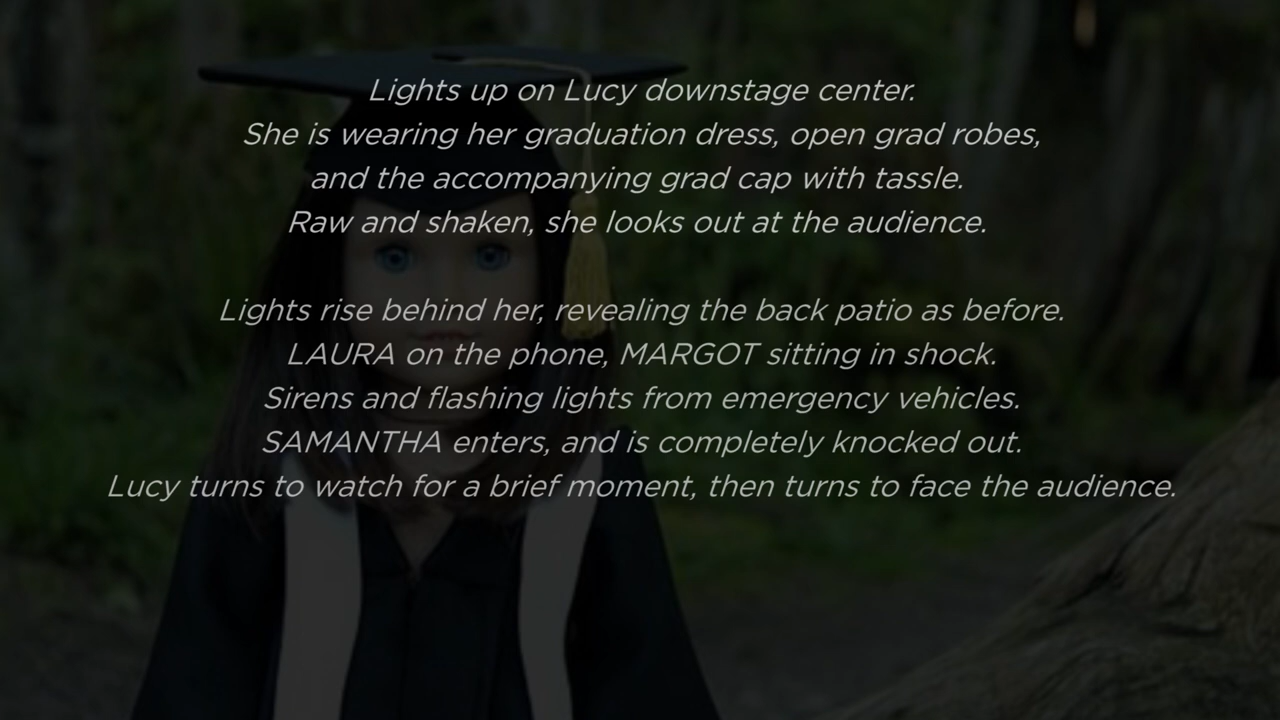 Lights up on Lucy downstage center.
She is wearing her graduation dress, open grad robes,
and the accompanying grad cap with tassle.
Raw and shaken, she looks out at the audience.
Lights rise behind her, revealing the back patio as before.
LAURA on the phone, MARGOT sitting in shock.
Sirens and flashing lights from emergency vehicles.
SAMANTHA enters, and is completely knocked out.
Lucy turns to watch for a brief moment, then turns to face the audience.